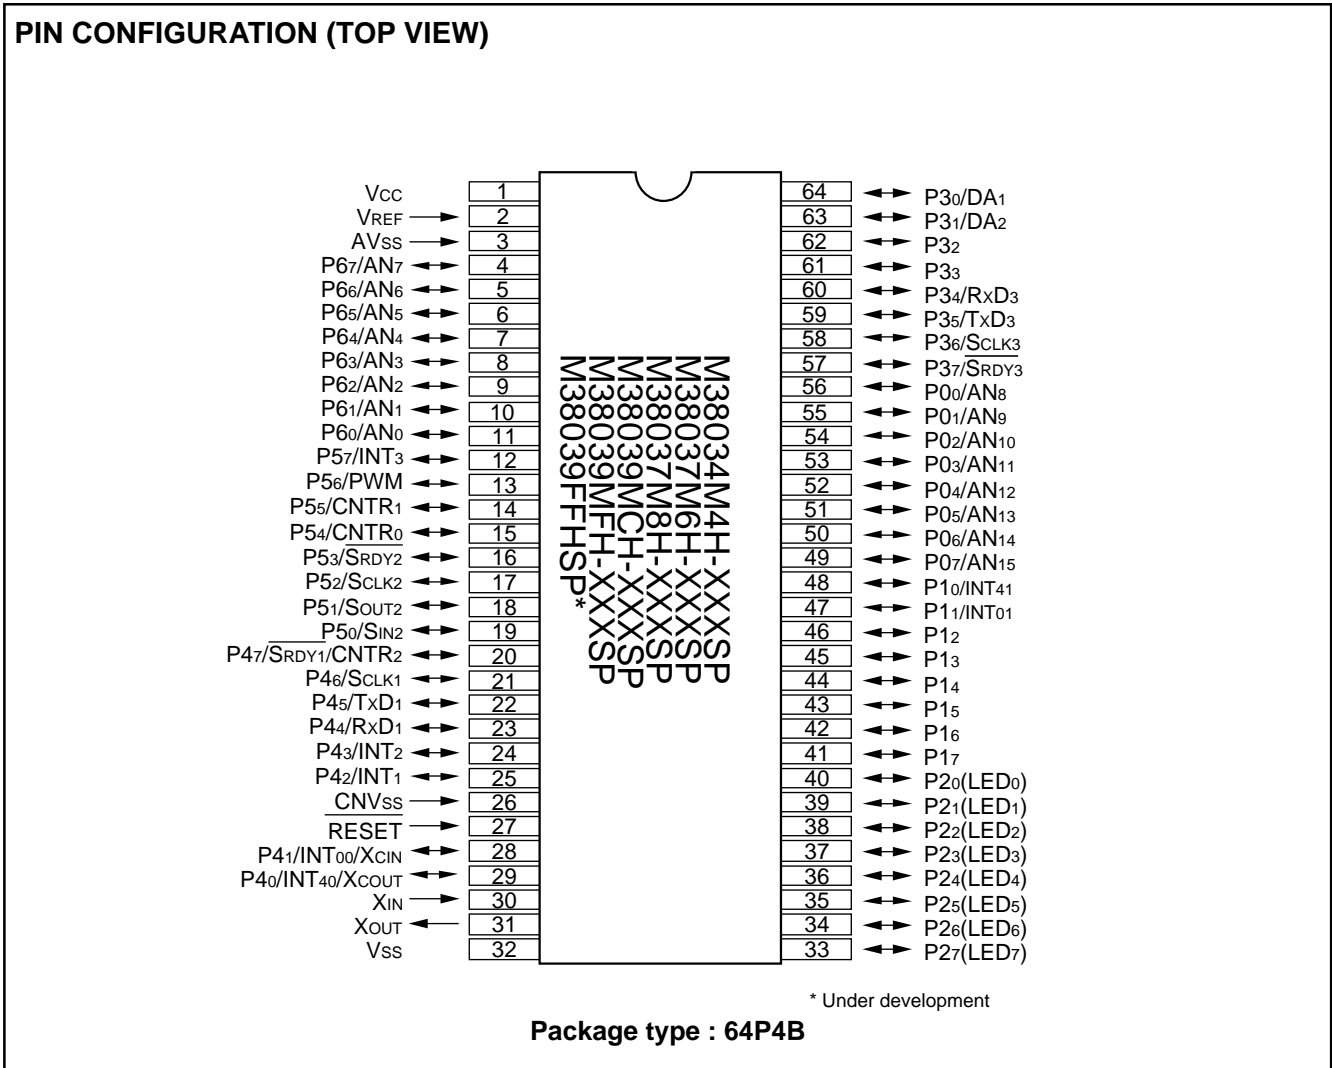 PIN CONFIGURATION (TOP VIEW)
VCC 1 64 P30/DA1
VREF 2 63 P31/DA2
AVSS 3 62 P32
P67/AN7 4 61 P33
P66/AN6 5 60 P34/RXD3
P65/AN5 6 59 P35/TXD3
P64/AN4 7 58 P36/SCLK3
P63/AN3 8 57 P37/SRDY3
P62/AN2 9 56 P00/AN8
P61/AN1 10 55 P01/AN9
P60/AN0 11 54 P02/AN10
P57/INT3 12 53 P03/AN11
P56/PWM 13 52 P04/AN12
P55/CNTR1 14 51 P05/AN13
P54/CNTR0 15 50 P06/AN14
P53/SRDY2 16 49 P07/AN15
P52/SCLK2 17 48 P10/INT41
P51/SOUT2 18 47 P11/INT01
P50/SIN2 19 46 P12
P47/SRDY1/CNTR2 20 45 P13
P46/SCLK1 21 44 P14
P45/TXD1 22 43 P15
P44/RXD1 23 42 P16
P43/INT2 24 41 P17
P42/INT1 25 40 P20(LED0)
CNVSS 26 39 P21(LED1)
RESET 27 38 P22(LED2)
P41/INT00/XCIN 28 37 P23(LED3)
P40/INT40/XCOUT 29 36 P24(LED4)
XIN 30 35 P25(LED5)
XOUT 31 34 P26(LED6)
VSS 32 33 P27(LED7)
M38034M4H-XXXSP
M38037M6H-XXXSP
M38037M8H-XXXSP
M38039MCH-XXXSP
M38039MFH-XXXSP
M38039FFHSP*
* Under development
Package type : 64P4B